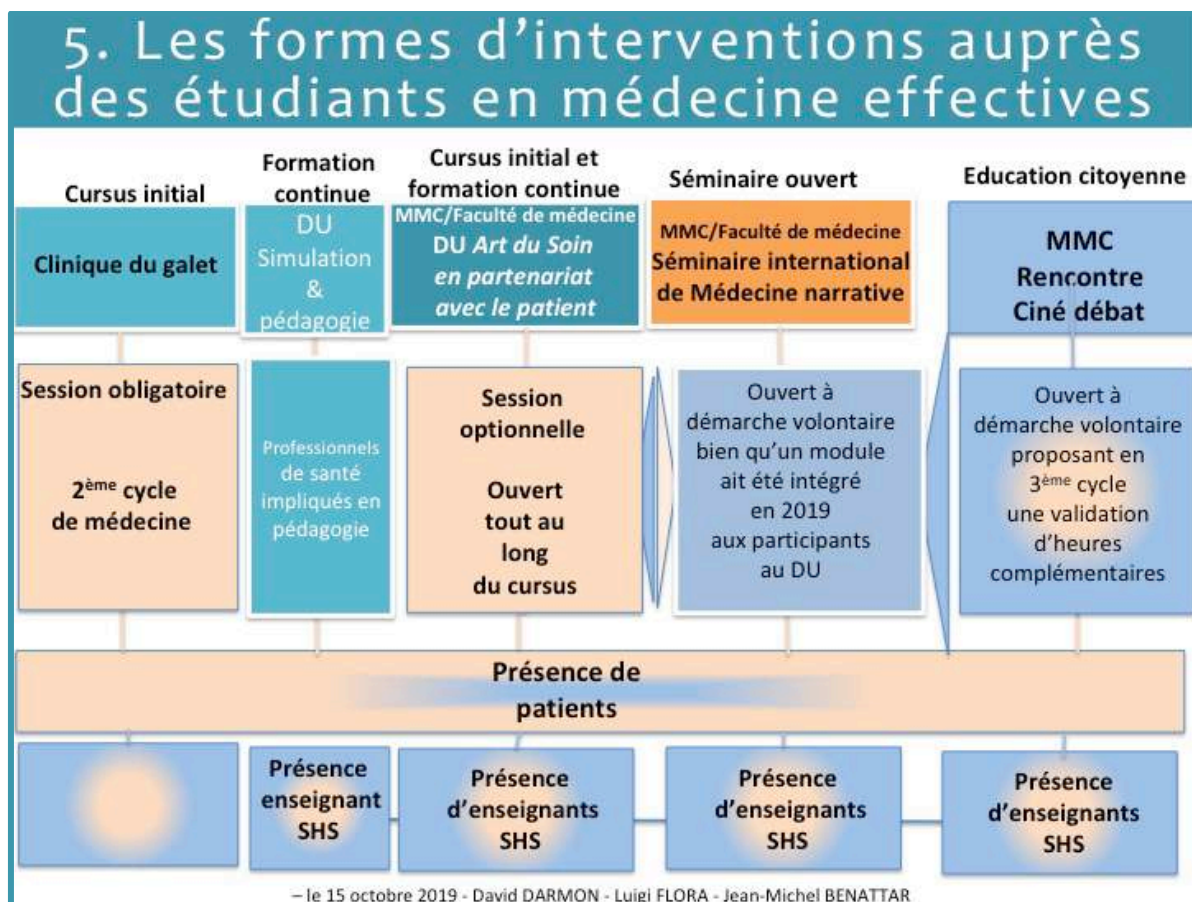 5. Les formes d'interventions auprès
des étudiants en médecine effectives
Cursus initial
Formation
continue
Cursus initial et
formation continue
Séminaire ouvert
Education citoyenne
Clinique du galet
DU
Simulation
&
pédagogie
MMC/Faculté de médecine
DU Art du Soin
en partenariat
avec le patient
MMC/Faculté de médecine
Séminaire international
de Médecine narrative
MMC
Rencontre
Ciné débat
Session obligatoire
2ème cycle
de médecine
Professionnels
de santé
impliqués en
pédagogie
Session
optionnelle
Ouvert
tout au
long
du cursus
Ouvert à
démarche volontaire
bien qu'un module
ait été intégré
en 2019
aux participants
au DU
Ouvert à
démarche volontaire
proposant en
3ème cycle
une validation
d'heures
complémentaires
Présence de
patients
Présence
enseignant
SHS
Présence
d'enseignants
SHS
Présence
d'enseignants
SHS
Présence
d'enseignants
SHS
– le 15 octobre 2019 - David DARMON - Luigi FLORA - Jean-Michel BENATTAR